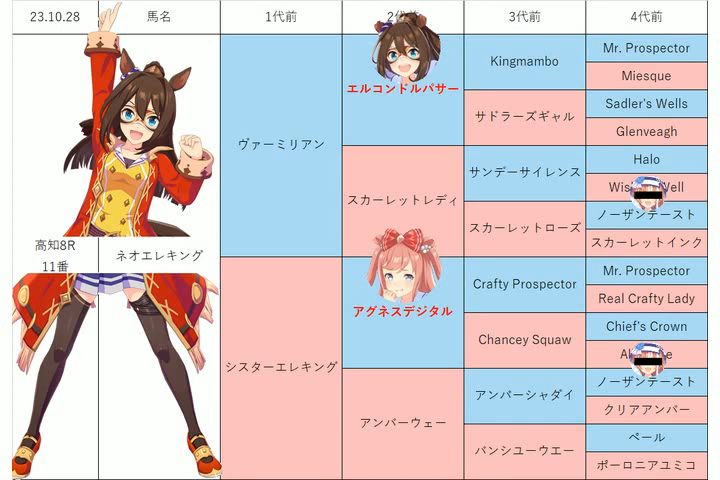 23.10.28
馬名
1代前
2代前
3代前
4代前
高知8R
11番
ネオエレキング
ヴァーミリアン
シスターエレキング
エルコンドルパサー
スカーレットレディ
アグネスデジタル
アンバーウェー
Kingmambo
サドラーズギャル
サンデーサイレンス
スカーレットローズ
Crafty Prospector
Chancey Squaw
アンバーシャダイ
バンシユーウエー
Mr. Prospector
Miesque
Sadler's Wells
Glenveagh
Halo
ノーザンテースト
スカーレットインク
Mr. Prospector
Real Crafty Lady
Chief's Crown
ノーザンテースト
クリアアンバー
ペール
ポーロニアユミコ